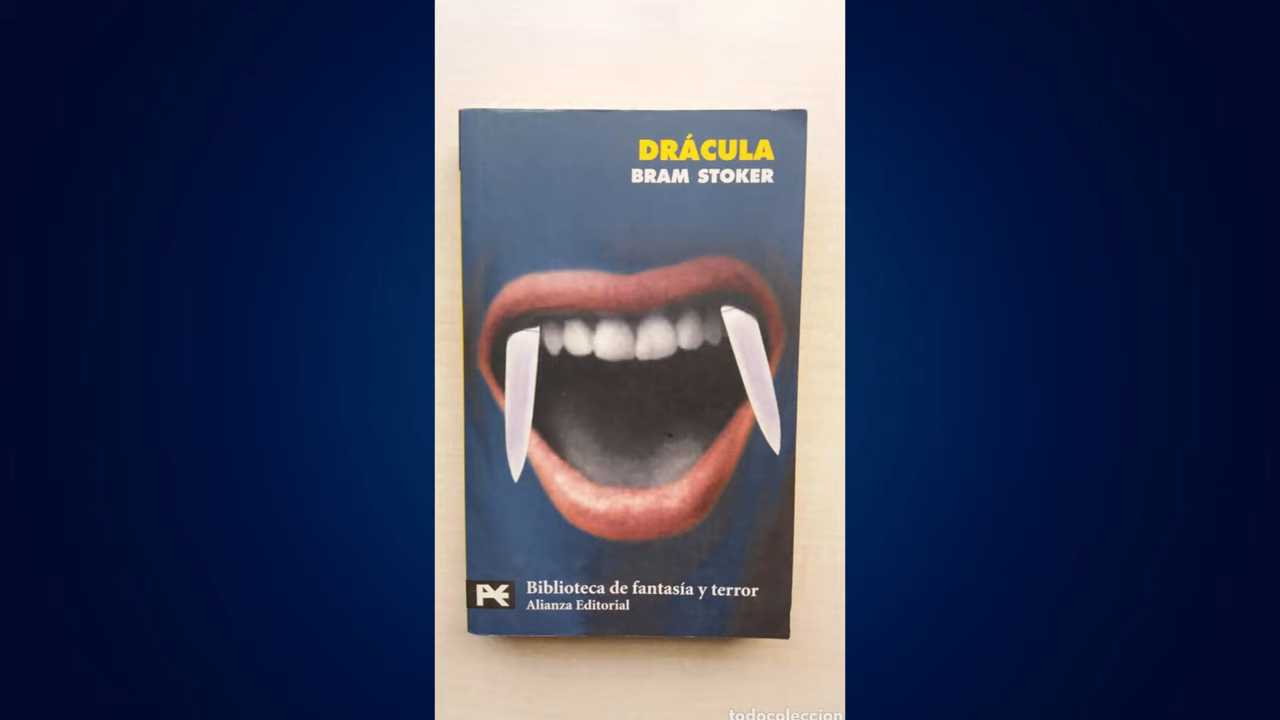 DRÁCULA
BRAM STOKER
Biblioteca de fantasía y terror
Alianza Editorial
todocoleccion